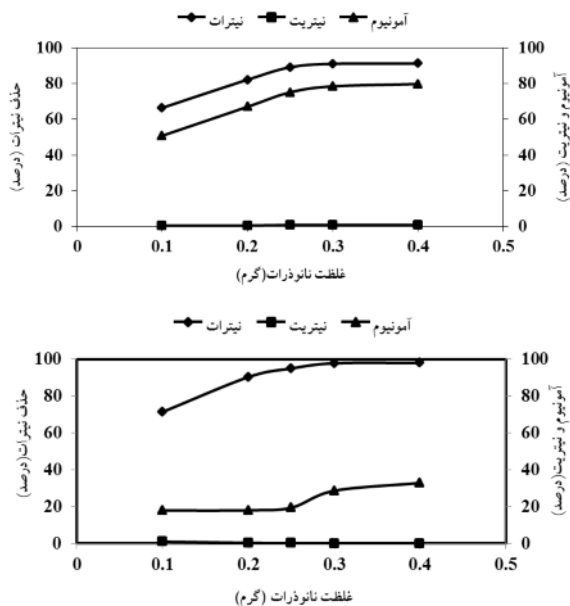 نیترات نیتریت آمونیوم
حذف نیترات (درصد)
100
80
60
40
20
0
آمونیوم و نیتریت (درصد)
100
80
60
40
20
0
0 0.1 0.2 0.3 0.4 0.5
غلظت نانوذرات(گرم)
نیترات نیتریت آمونیوم
حذف نیترات(درصد)
100
80
60
40
20
0
آمونیوم و نیتریت(درصد)
100
80
60
40
20
0
0 0.1 0.2 0.3 0.4 0.5
غلظت نانوذرات (گرم)